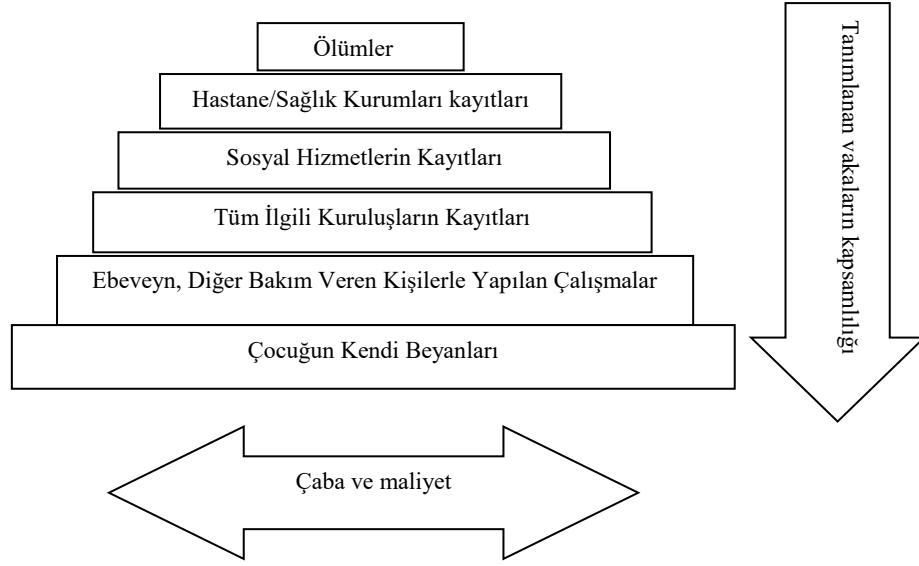 Ölümler
Hastane/Sağlık Kurumları kayıtları
Sosyal Hizmetlerin Kayıtları
Tüm İlgili Kuruluşların Kayıtları
Ebeveyn, Diğer Bakım Veren Kişilerle Yapılan Çalışmalar
Çocuğun Kendi Beyanları
Tanımlanan vakaların kapsamlılığı
Çaba ve maliyet